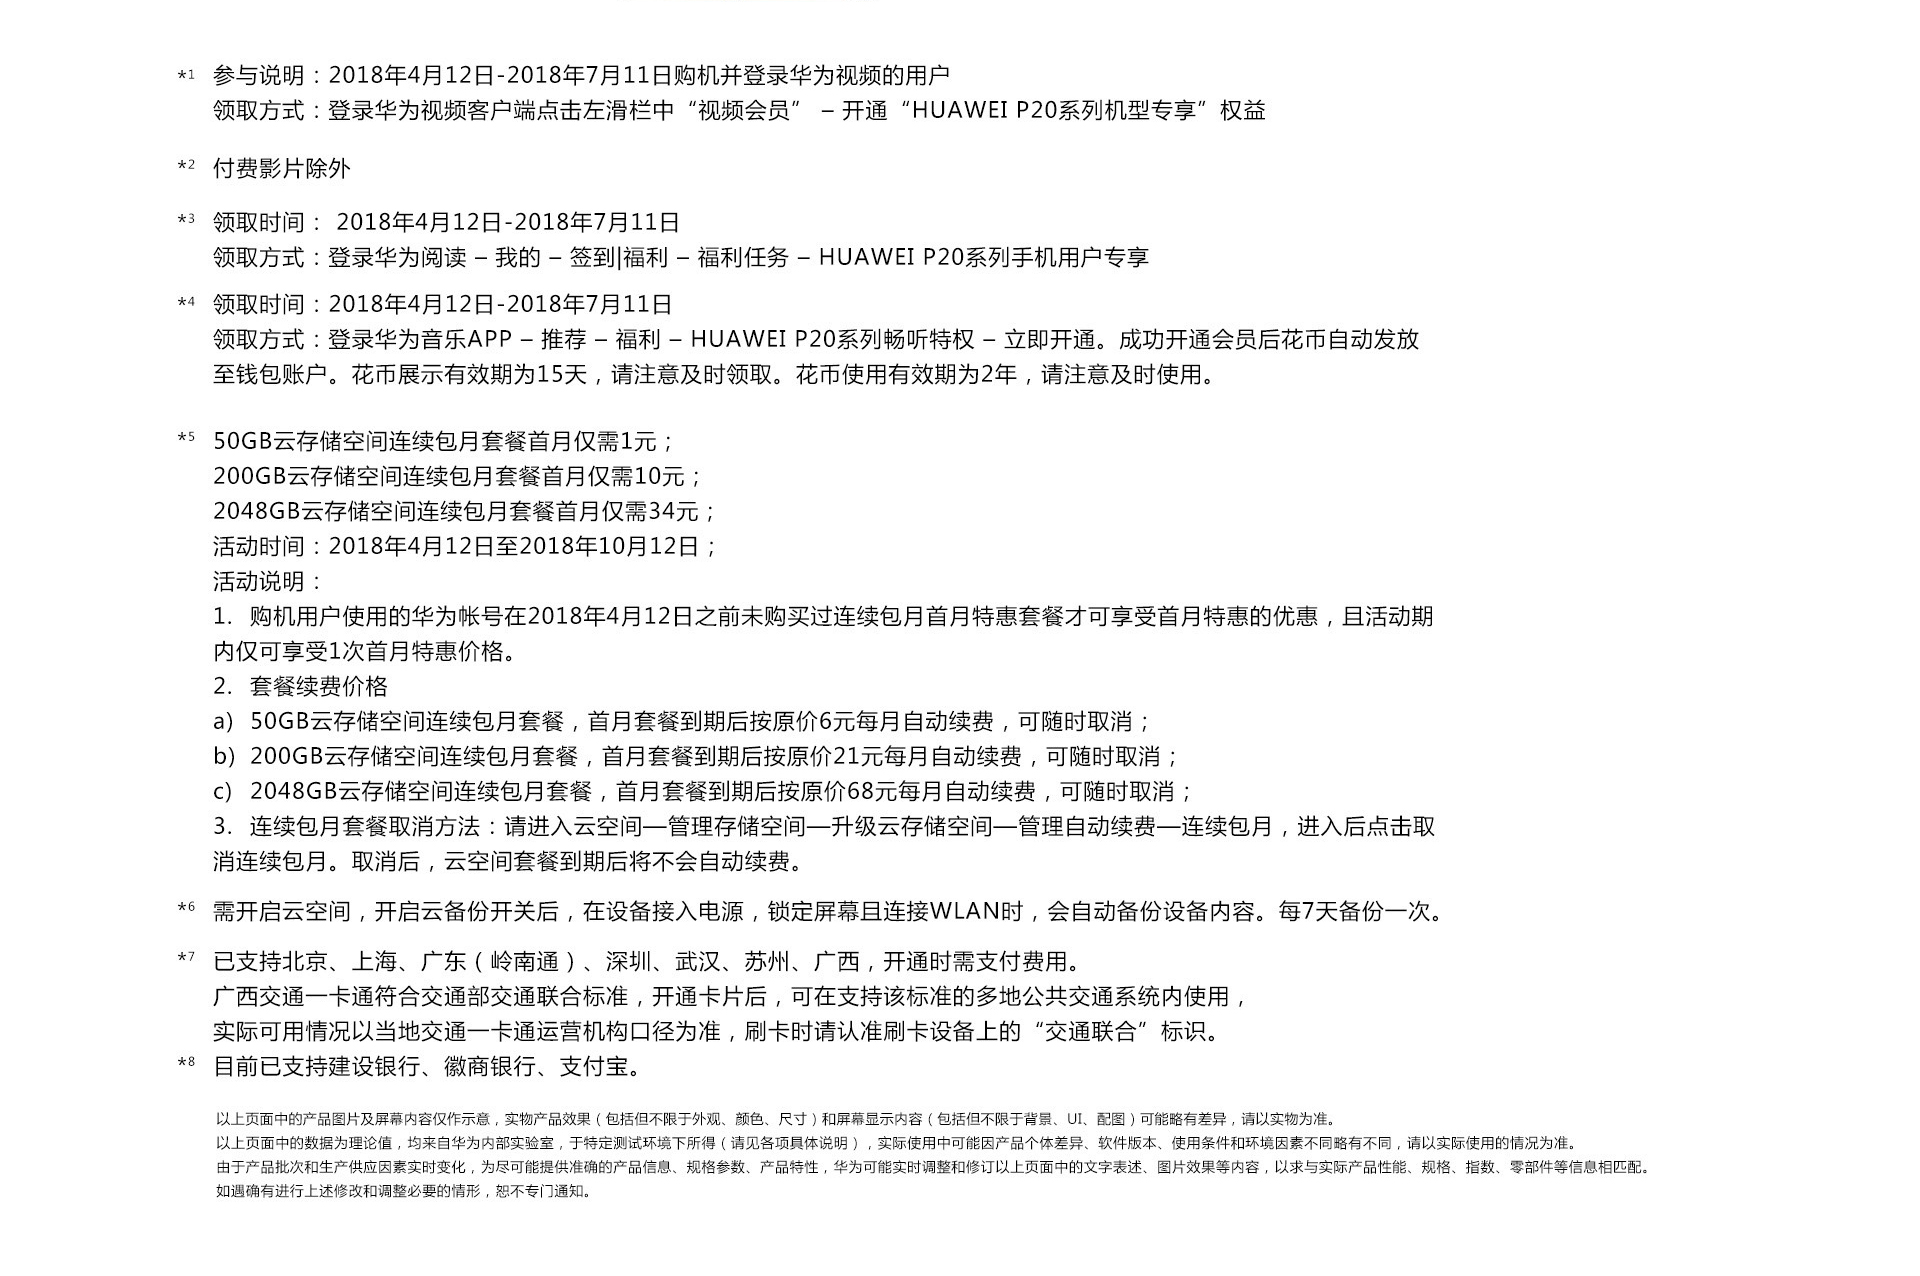 *1 参与说明：2018年4月12日-2018年7月11日购机并登录华为视频的用户
领取方式：登录华为视频客户端点击左滑栏中“视频会员” – 开通“HUAWEI P20系列机型专享”权益
*2 付费影片除外
*3 领取时间： 2018年4月12日-2018年7月11日
领取方式：登录华为阅读 – 我的 – 签到|福利 – 福利任务 – HUAWEI P20系列手机用户专享
*4 领取时间：2018年4月12日-2018年7月11日
领取方式：登录华为音乐APP – 推荐 – 福利 – HUAWEI P20系列畅听特权 – 立即开通。成功开通会员后花币自动发放
至钱包账户。花币展示有效期为15天，请注意及时领取。花币使用有效期为2年，请注意及时使用。
*5 50GB云存储空间连续包月套餐首月仅需1元；
200GB云存储空间连续包月套餐首月仅需10元；
2048GB云存储空间连续包月套餐首月仅需34元；
活动时间：2018年4月12日至2018年10月12日；
活动说明：
1. 购机用户使用的华为帐号在2018年4月12日之前未购买过连续包月首月特惠套餐才可享受首月特惠的优惠，且活动期
内仅可享受1次首月特惠价格。
2. 套餐续费价格
a) 50GB云存储空间连续包月套餐，首月套餐到期后按原价6元每月自动续费，可随时取消；
b) 200GB云存储空间连续包月套餐，首月套餐到期后按原价21元每月自动续费，可随时取消；
c) 2048GB云存储空间连续包月套餐，首月套餐到期后按原价68元每月自动续费，可随时取消；
3. 连续包月套餐取消方法：请进入云空间—管理存储空间—升级云存储空间—管理自动续费—连续包月，进入后点击取
消连续包月。取消后，云空间套餐到期后将不会自动续费。
*6 需开启云空间，开启云备份开关后，在设备接入电源，锁定屏幕且连接WLAN时，会自动备份设备内容。每7天备份一次。
*7 已支持北京、上海、广东（岭南通）、深圳、武汉、苏州、广西，开通时需支付费用。
广西交通一卡通符合交通部交通联合标准，开通卡片后，可在支持该标准的多地公共交通系统内使用，
实际可用情况以当地交通一卡通运营机构口径为准，刷卡时请认准刷卡设备上的“交通联合”标识。
*8 目前已支持建设银行、徽商银行、支付宝。
以上页面中的产品图片及屏幕内容仅作示意，实物产品效果（包括但不限于外观、颜色、尺寸）和屏幕显示内容（包括但不限于背景、UI、配图）可能略有差异，请以实物为准。
以上页面中的数据为理论值，均来自华为内部实验室，于特定测试环境下所得（请见各项具体说明），实际使用中可能因产品个体差异、软件版本、使用条件和环境因素不同略有不同，请以实际使用的情况为准。
由于产品批次和生产供应因素实时变化，为尽可能提供准确的产品信息、规格参数、产品特性，华为可能实时调整和修订以上页面中的文字表述、图片效果等内容，以求与实际产品性能、规格、指数、零部件等信息相匹配。
如遇确有进行上述修改和调整必要的情形，恕不专门通知。